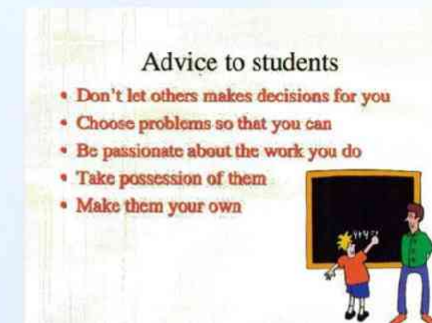 Advice to students
• Don't let others makes decisions for you
• Choose problems so that you can
• Be passionate about the work you do
• Take possession of them
• Make them your own